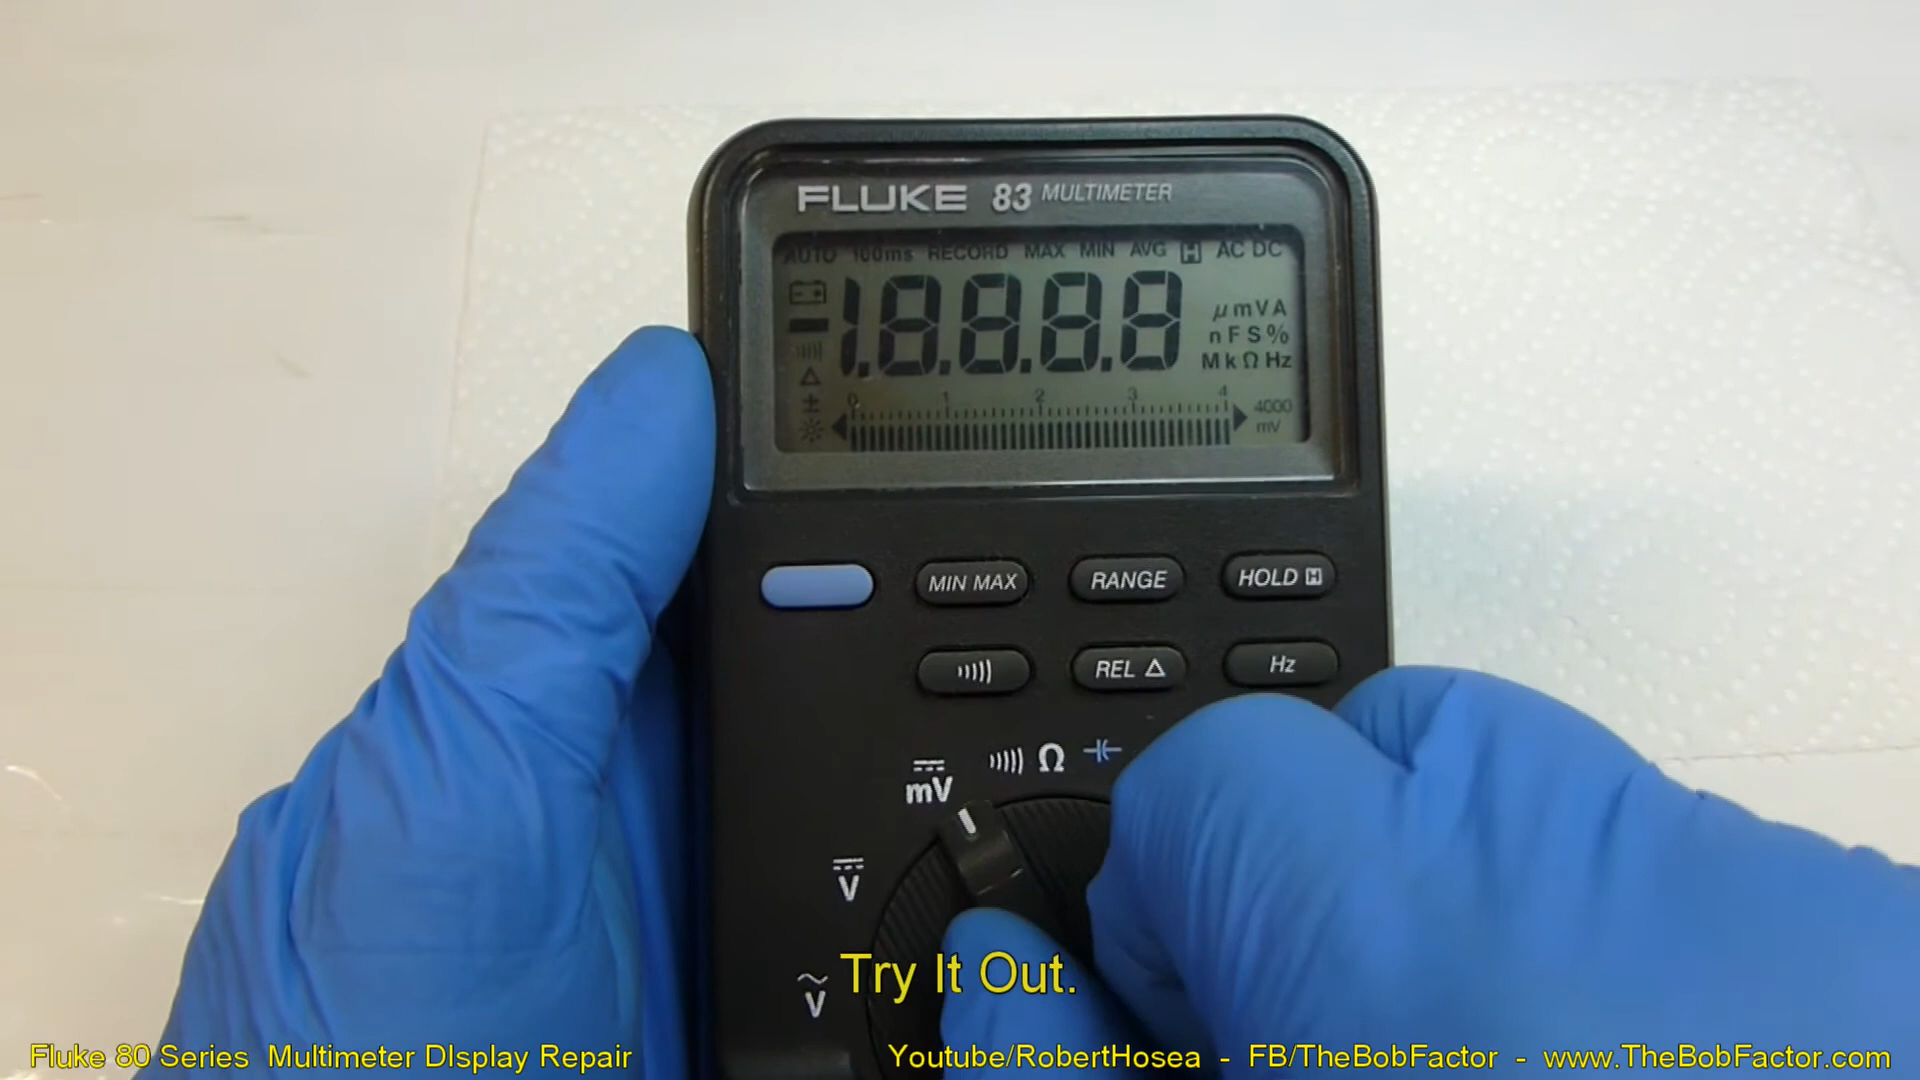 FLUKE 83 MULTIMETER
AUTO 100ms RECORD MAX MIN AVG H AC DC
1.8.8.8.8
µ m V A
n F S %
M k Ω Hz
0 1 2 3 4
4000
mV
MIN MAX RANGE HOLD H
REL Δ Hz
mV Ω
V
V
Try It Out.
Fluke 80 Series Multimeter DIsplay Repair Youtube/RobertHosea - FB/TheBobFactor - www.TheBobFactor.com